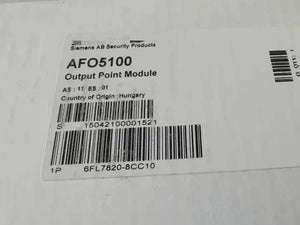 Siemens AB Security Products
AFO5100
Output Point Module
AS : 11 ES : 01
Country of Origin :Hungary
S 15042100001521
1P 6FL7820-8CC10